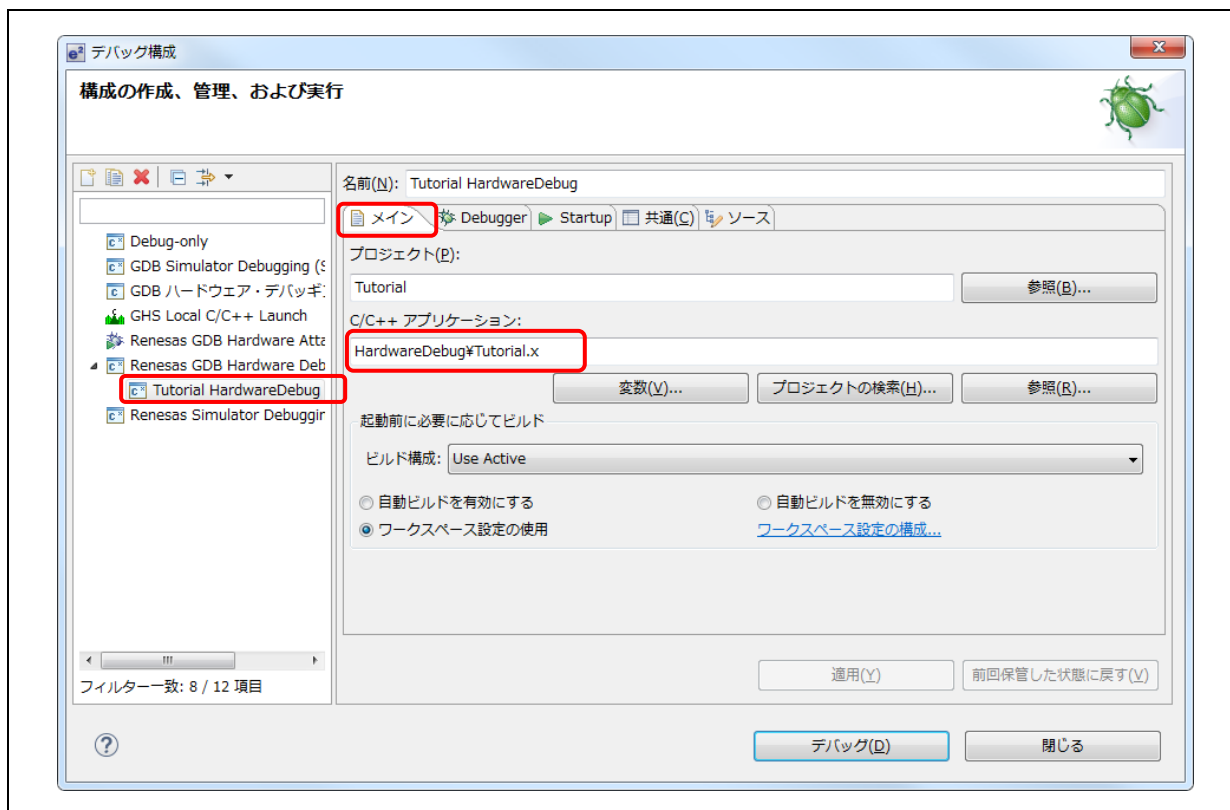 e² デバッグ構成
構成の作成、管理、および実行
名前(N): Tutorial HardwareDebug
メイン Debugger Startup 共通(C) ソース
Debug-only
GDB Simulator Debugging (S
GDB ハードウェア・デバッギン
GHS Local C/C++ Launch
Renesas GDB Hardware Atta
Renesas GDB Hardware Deb
Tutorial HardwareDebug
Renesas Simulator Debuggin
プロジェクト(P):
Tutorial
参照(B)...
C/C++ アプリケーション:
HardwareDebug¥Tutorial.x
変数(V)... プロジェクトの検索(H)... 参照(R)...
起動前に必要に応じてビルド
ビルド構成: Use Active
自動ビルドを有効にする 自動ビルドを無効にする
ワークスペース設定の使用 ワークスペース設定の構成...
フィルター一致: 8 / 12 項目
適用(Y) 前回保管した状態に戻す(V)
デバッグ(D) 閉じる